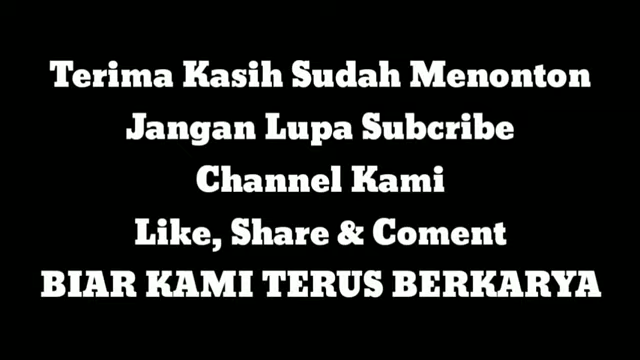 Terima Kasih Sudah Menonton
Jangan Lupa Subcribe
Channel Kami
Like, Share & Coment
BIAR KAMI TERUS BERKARYA